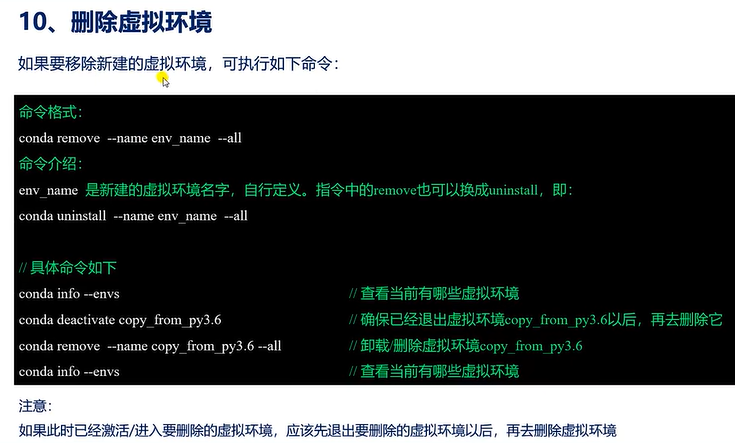 10、删除虚拟环境
如果要移除新建的虚拟环境，可执行如下命令：
命令格式：
conda remove --name env_name --all
命令介绍：
env_name 是新建的虚拟环境名字，自行定义。指令中的remove也可以换成uninstall，即：
conda uninstall --name env_name --all
// 具体命令如下
conda info --envs // 查看当前有哪些虚拟环境
conda deactivate copy_from_py3.6 // 确保已经退出虚拟环境copy_from_py3.6以后，再去删除它
conda remove --name copy_from_py3.6 --all // 卸载/删除虚拟环境copy_from_py3.6
conda info --envs // 查看当前有哪些虚拟环境
注意：
如果此时已经激活/进入要删除的虚拟环境，应该先退出要删除的虚拟环境以后，再去删除虚拟环境